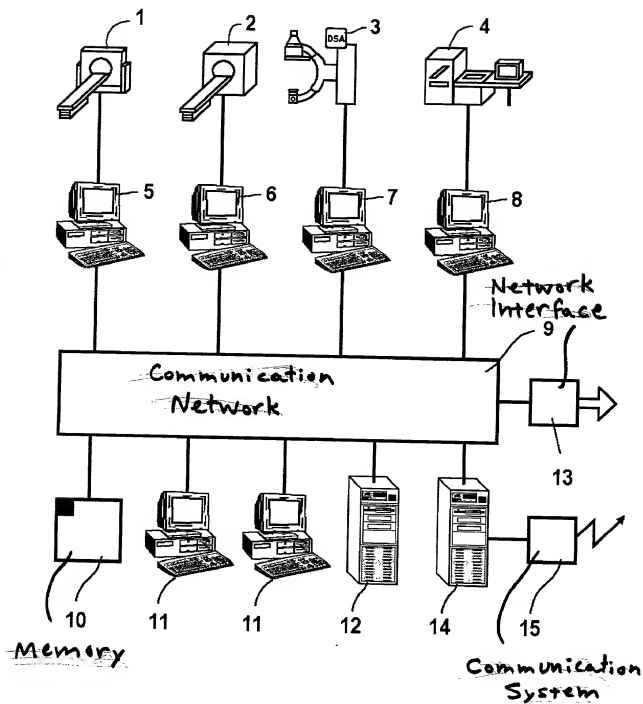 1
2
DSA
3
4
5
6
7
8
Network
Interface
9
Communication
Network
13
10
11
11
12
14
15
Memory
Communication
System